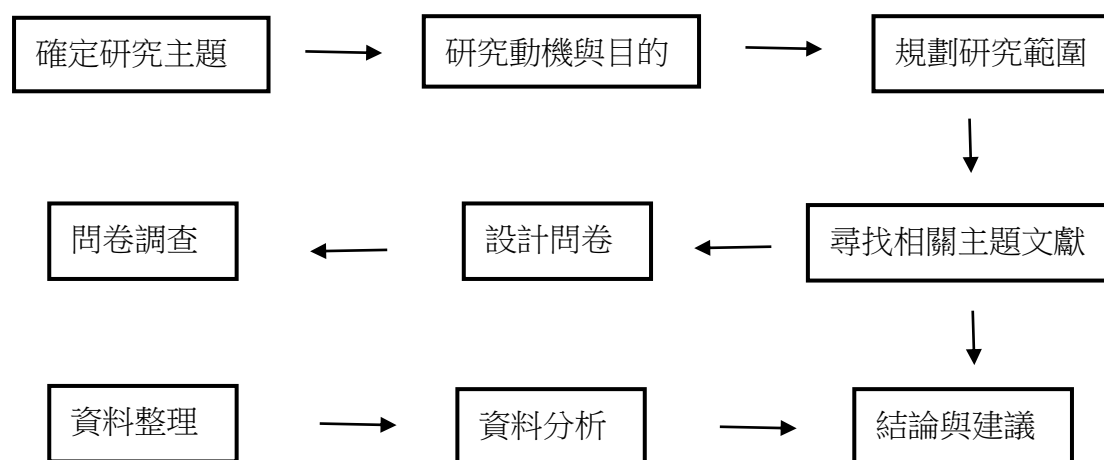 確定研究主題
研究動機與目的
規劃研究範圍
問卷調查
設計問卷
尋找相關主題文獻
資料整理
資料分析
結論與建議